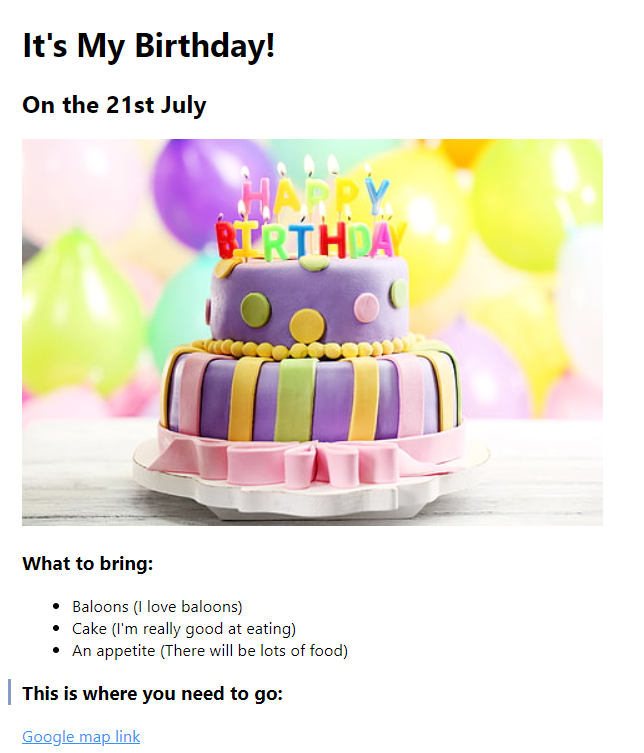 It's My Birthday!
On the 21st July
HAPPY
BIRTHDAY
What to bring:
Baloons (I love baloons)
Cake (I'm really good at eating)
An appetite (There will be lots of food)
This is where you need to go:
Google map link